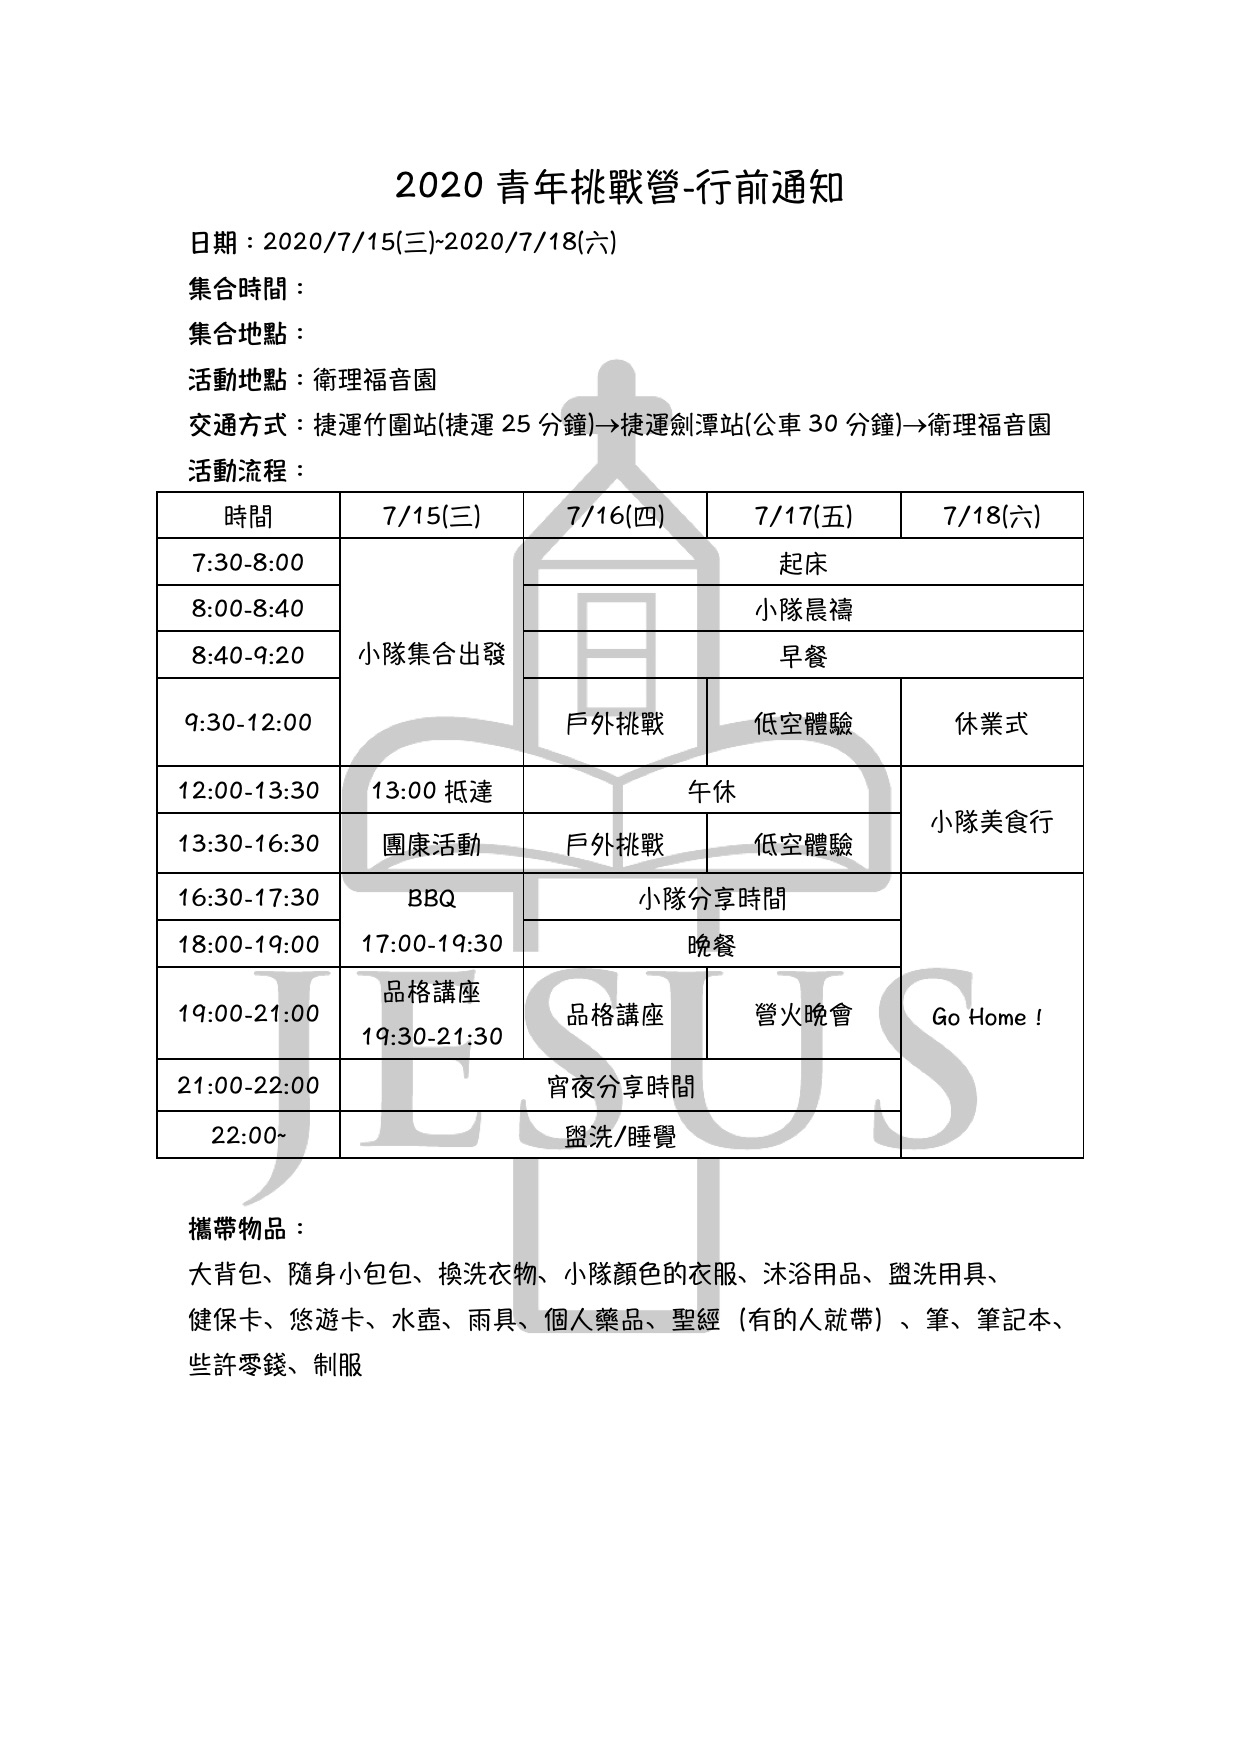 2020 青年挑戰營-行前通知
日期：2020/7/15(三)~2020/7/18(六)
集合時間：
集合地點：
活動地點：衛理福音園
交通方式：捷運竹圍站(捷運 25 分鐘)→捷運劍潭站(公車 30 分鐘)→衛理福音園
活動流程：
時間 7/15(三) 7/16(四) 7/17(五) 7/18(六)
7:30-8:00 起床
8:00-8:40 小隊晨禱
小隊集合出發
8:40-9:20 早餐
9:30-12:00 戶外挑戰 低空體驗 休業式
12:00-13:30 13:00 抵達 午休
小隊美食行
13:30-16:30 團康活動 戶外挑戰 低空體驗
16:30-17:30 BBQ 小隊分享時間
18:00-19:00 17:00-19:30 晚餐
品格講座
19:00-21:00 品格講座 營火晚會 Go Home！
19:30-21:30
21:00-22:00 宵夜分享時間
22:00~ 盥洗/睡覺
JESUS
攜帶物品：
大背包、隨身小包包、換洗衣物、小隊顏色的衣服、沐浴用品、盥洗用具、
健保卡、悠遊卡、水壺、雨具、個人藥品、聖經（有的人就帶）、筆、筆記本、
些許零錢、制服